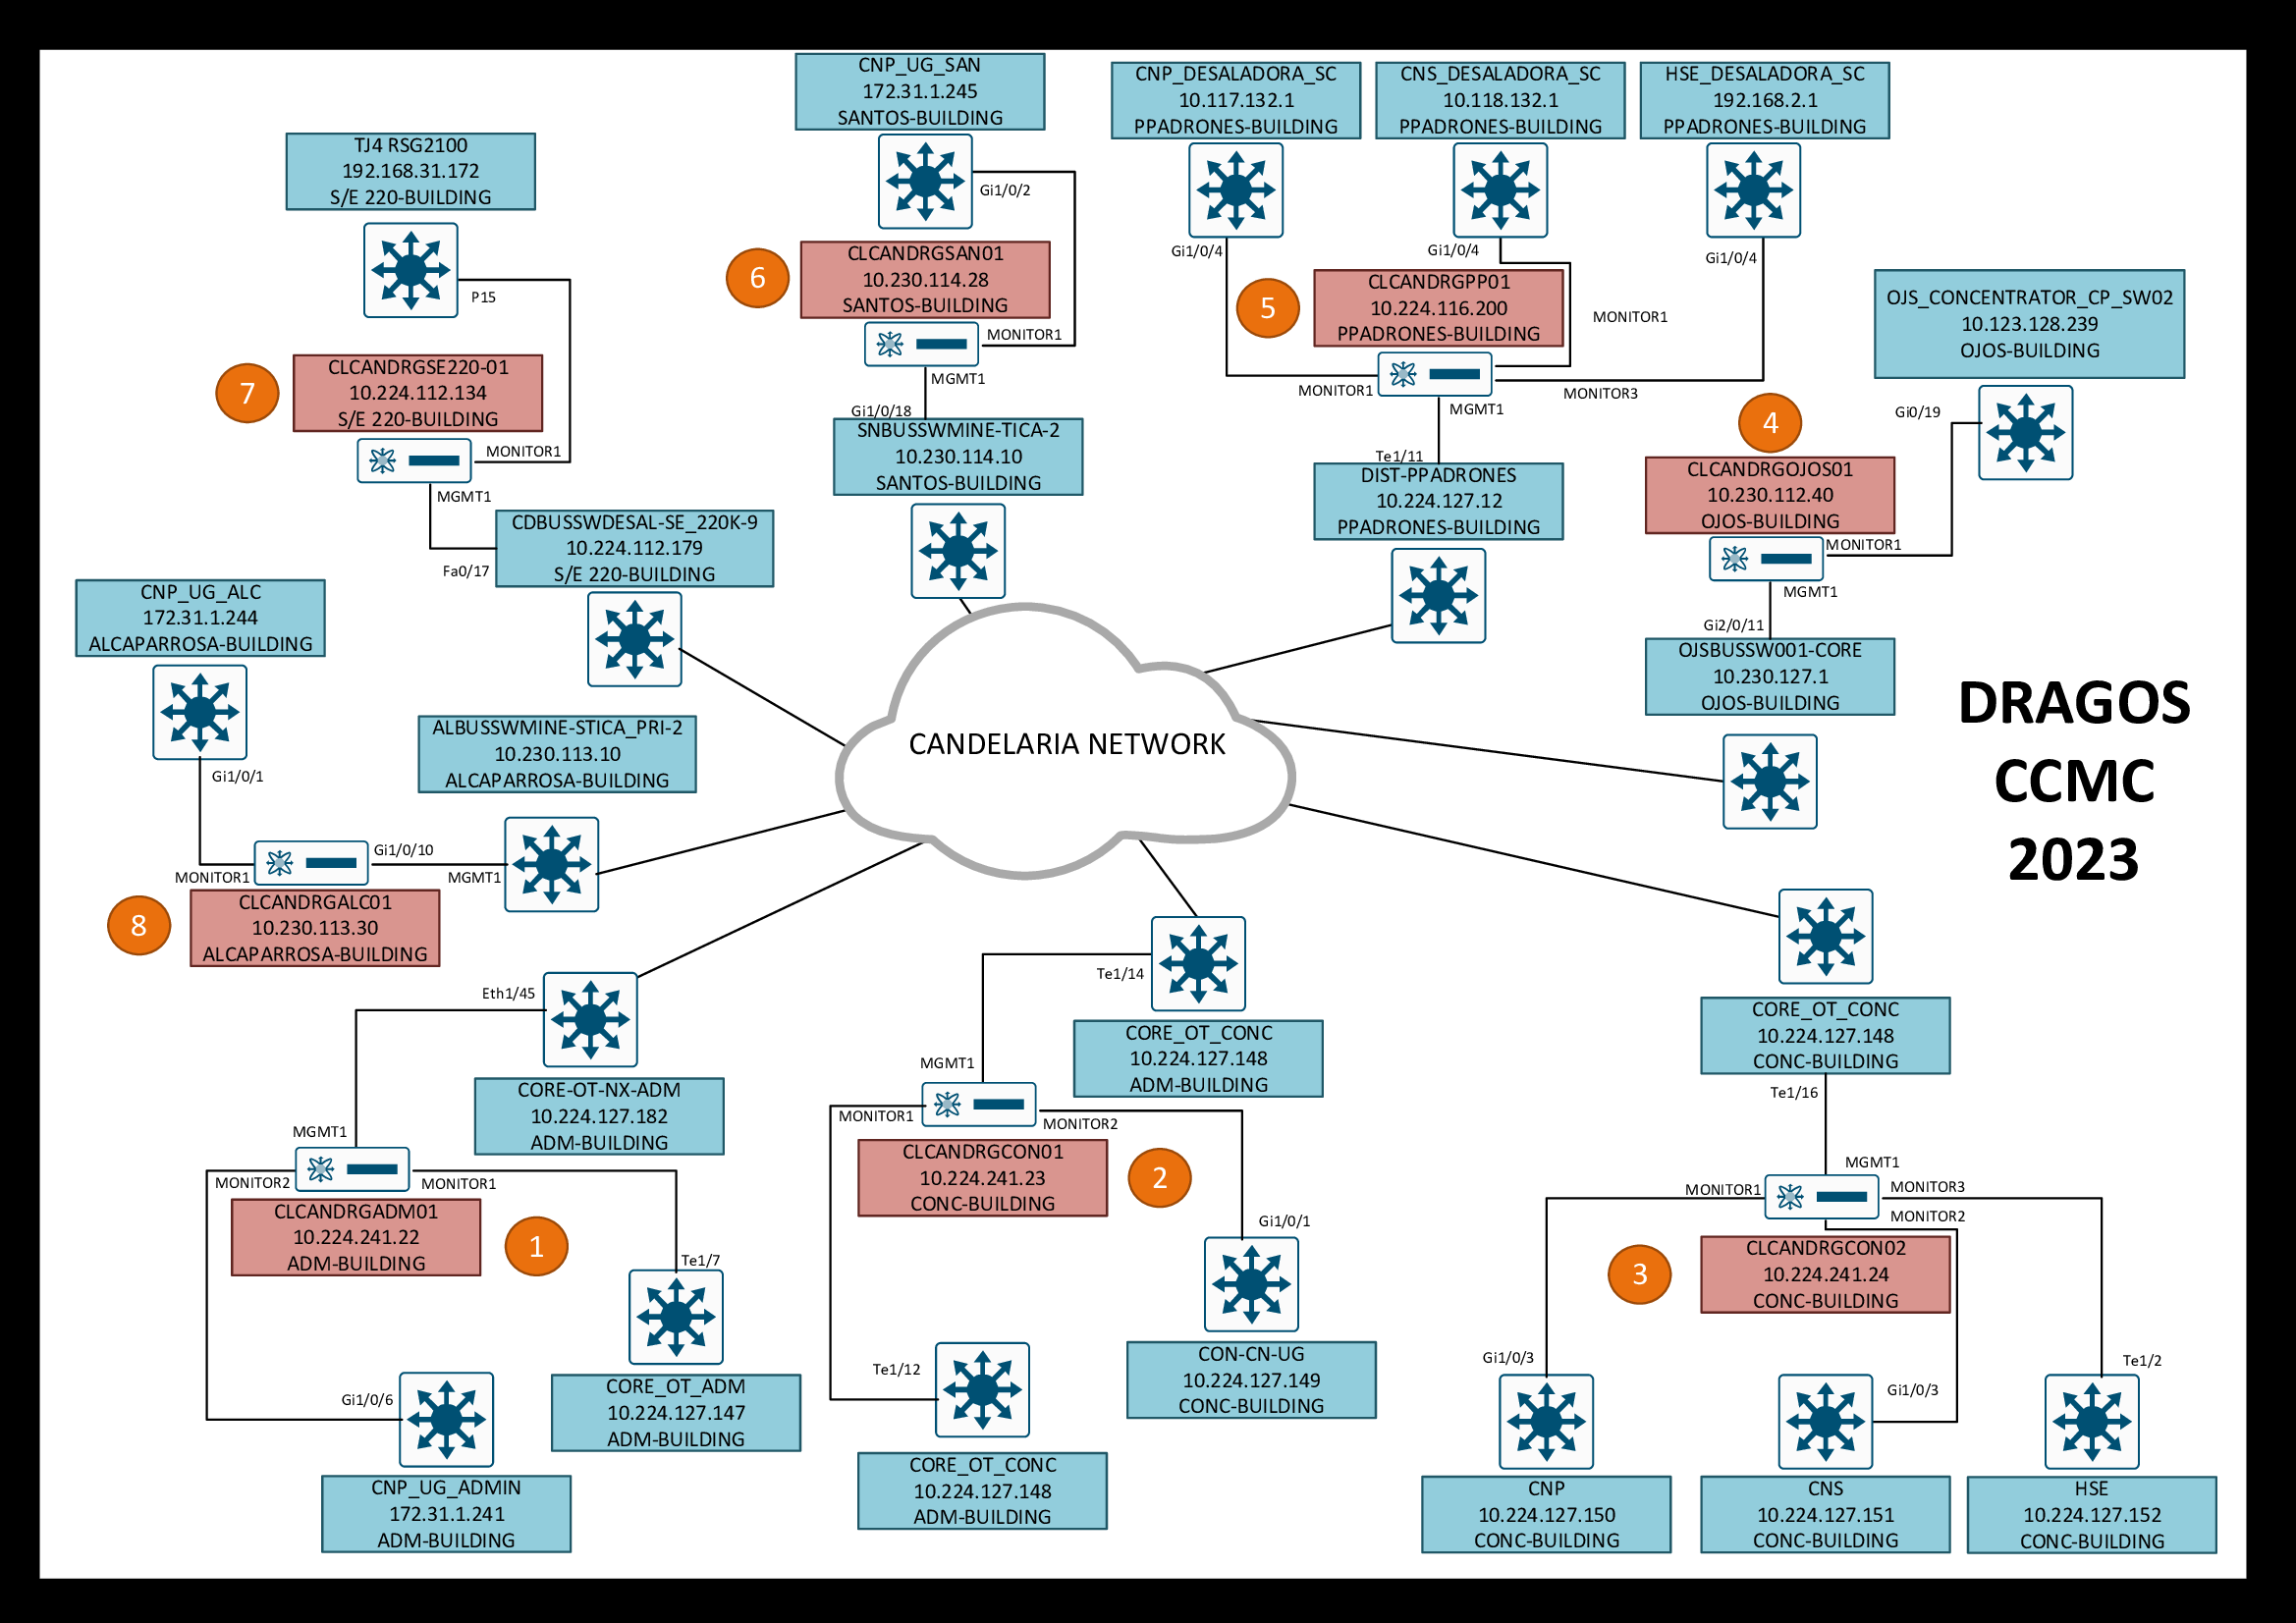 CNP_UG_SAN
172.31.1.245
SANTOS-BUILDING
Gi1/0/2
CNP_DESALADORA_SC
10.117.132.1
PPADRONES-BUILDING
Gi1/0/4
CNS_DESALADORA_SC
10.118.132.1
PPADRONES-BUILDING
Gi1/0/4
HSE_DESALADORA_SC
192.168.2.1
PPADRONES-BUILDING
Gi1/0/4
TJ4 RSG2100
192.168.31.172
S/E 220-BUILDING
P15
6
CLCANDRGSAN01
10.230.114.28
SANTOS-BUILDING
MONITOR1
MGMT1
Gi1/0/18
SNBUSSWMINE-TICA-2
10.230.114.10
SANTOS-BUILDING
5
CLCANDRGPP01
10.224.116.200
PPADRONES-BUILDING
MONITOR1
MONITOR1
MONITOR3
MGMT1
Te1/11
DIST-PPADRONES
10.224.127.12
PPADRONES-BUILDING
OJS_CONCENTRATOR_CP_SW02
10.123.128.239
OJOS-BUILDING
Gi0/19
4
CLCANDRGOJOS01
10.230.112.40
OJOS-BUILDING
MONITOR1
MGMT1
Gi2/0/11
OJSBUSSW001-CORE
10.230.127.1
OJOS-BUILDING
7
CLCANDRGSE220-01
10.224.112.134
S/E 220-BUILDING
MONITOR1
MGMT1
Fa0/17
CDBUSSWDESAL-SE_220K-9
10.224.112.179
S/E 220-BUILDING
CNP_UG_ALC
172.31.1.244
ALCAPARROSA-BUILDING
Gi1/0/1
ALBUSSWMINE-STICA_PRI-2
10.230.113.10
ALCAPARROSA-BUILDING
Gi1/0/10
MONITOR1
MGMT1
8
CLCANDRGALC01
10.230.113.30
ALCAPARROSA-BUILDING
CANDELARIA NETWORK
DRAGOS
CCMC
2023
Eth1/45
CORE-OT-NX-ADM
10.224.127.182
ADM-BUILDING
MGMT1
MONITOR2
MONITOR1
CLCANDRGADM01
10.224.241.22
ADM-BUILDING
1
Te1/7
CORE_OT_ADM
10.224.127.147
ADM-BUILDING
Gi1/0/6
CNP_UG_ADMIN
172.31.1.241
ADM-BUILDING
Te1/14
CORE_OT_CONC
10.224.127.148
ADM-BUILDING
MGMT1
MONITOR1
MONITOR2
CLCANDRGCON01
10.224.241.23
CONC-BUILDING
2
Gi1/0/1
CON-CN-UG
10.224.127.149
CONC-BUILDING
Te1/12
CORE_OT_CONC
10.224.127.148
ADM-BUILDING
CORE_OT_CONC
10.224.127.148
CONC-BUILDING
Te1/16
MGMT1
MONITOR1
MONITOR3
MONITOR2
3
CLCANDRGCON02
10.224.241.24
CONC-BUILDING
Gi1/0/3
CNP
10.224.127.150
CONC-BUILDING
Gi1/0/3
CNS
10.224.127.151
CONC-BUILDING
Te1/2
HSE
10.224.127.152
CONC-BUILDING